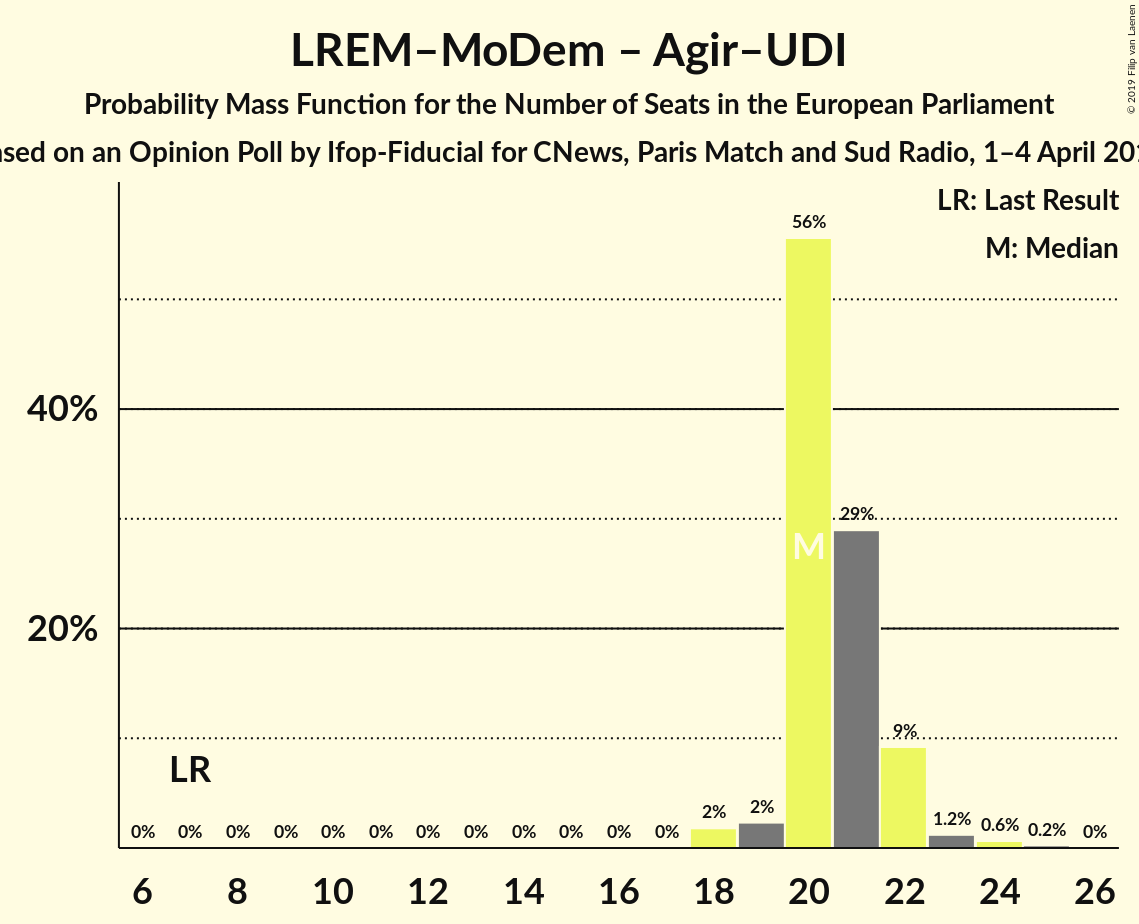 LREM–MoDem – Agir–UDI
Probability Mass Function for the Number of Seats in the European Parliament
on an Opinion Poll by Ifop-Fiducial for CNews, Paris Match and Sud Radio, 1–4 April
© 2019 Filip van Laenen
LR: Last Result
M: Median
56%
40%
29%
M
20%
9%
LR
0% 0% 0% 0% 0% 0% 0% 0% 0% 0% 0% 0% 2% 2% 1.2% 0.6% 0.2% 0%
6 8 10 12 14 16 18 20 22 24 26